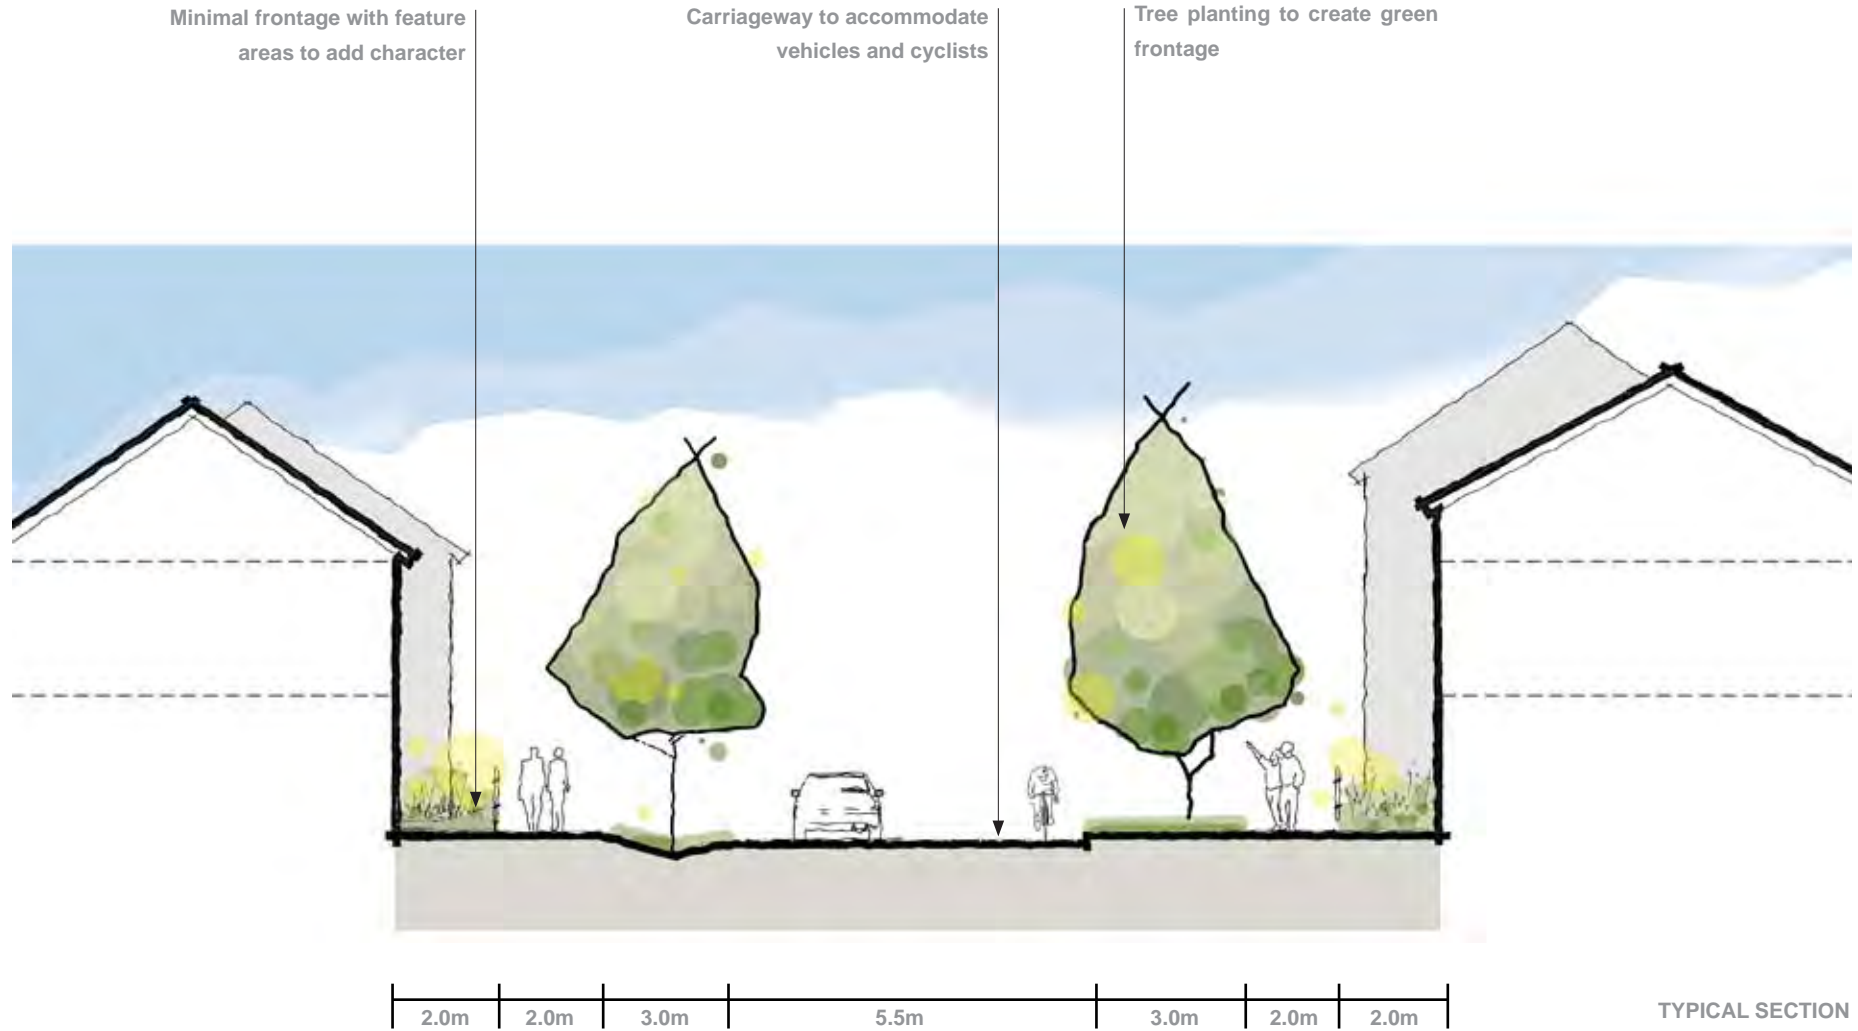 Minimal frontage with feature
areas to add character
Carriageway to accommodate
vehicles and cyclists
Tree planting to create green
frontage
2.0m
2.0m
3.0m
5.5m
3.0m
2.0m
2.0m
TYPICAL SECTION